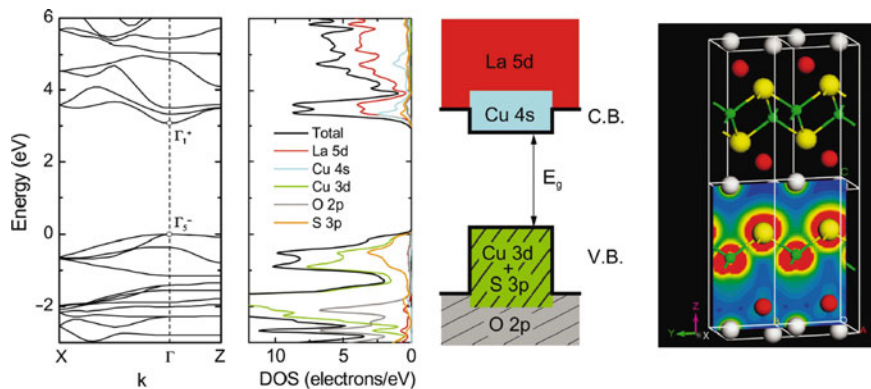 6
4
2
0
−2
Energy (eV)
Γ₁⁺
Γ₅⁻
X
Γ
Z
k
Total
La 5d
Cu 4s
Cu 3d
O 2p
S 3p
10
5
0
DOS (electrons/eV)
La 5d
Cu 4s
C.B.
E_g
Cu 3d
+
S 3p
V.B.
O 2p
C
Z
Y
X
A